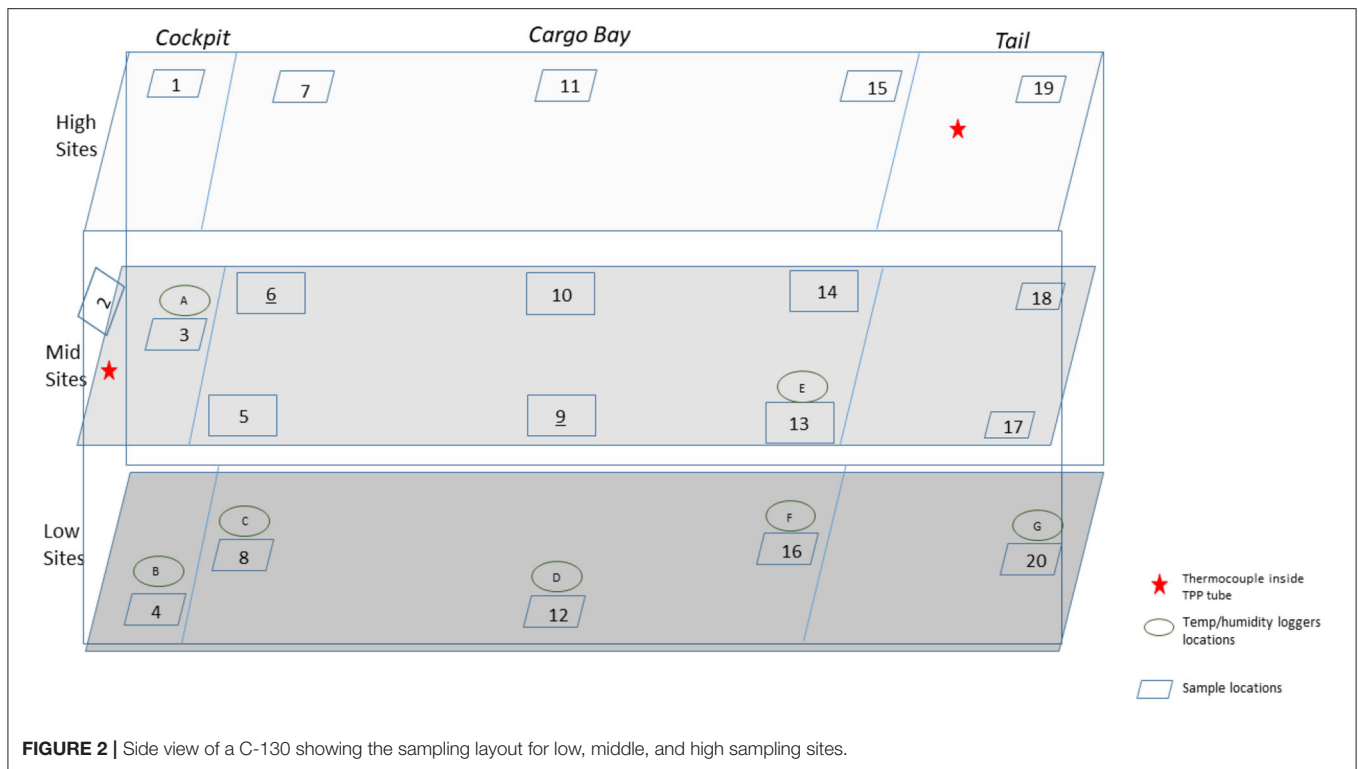 Cockpit
Cargo Bay
Tail
1
7
11
15
19
High
Sites
2
A
3
6
10
14
18
Mid
Sites
5
9
E
13
17
Low
Sites
B
4
C
8
D
12
F
16
G
20
Thermocouple inside
TPP tube
Temp/humidity loggers
locations
Sample locations
FIGURE 2 | Side view of a C-130 showing the sampling layout for low, middle, and high sampling sites.